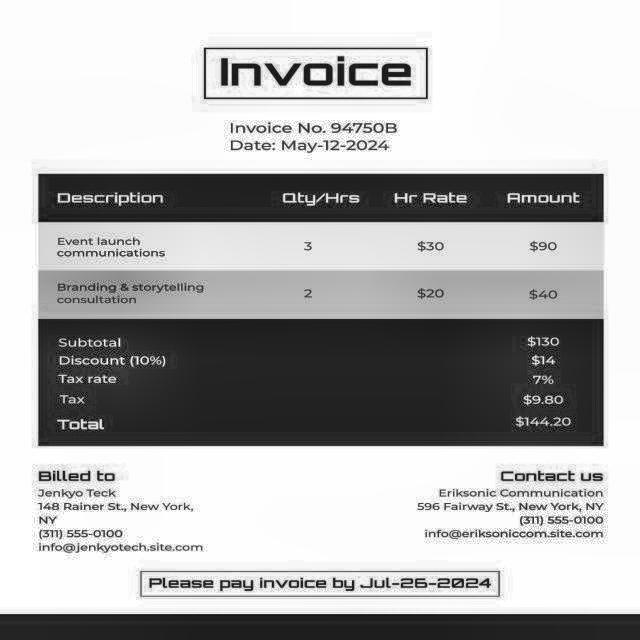 Invoice
Invoice No. 94750B
Date: May-12-2024
Description Qty/Hrs Hr Rate Amount
Event launch
communications 3 $30 $90
Branding & storytelling
consultation 2 $20 $40
Subtotal $130
Discount (10%) $14
Tax rate 7%
Tax $9.80
Total $144.20
Billed to
Jenkyo Teck
148 Rainer St., New York,
NY
(311) 555-0100
info@jenkyotech.site.com
Contact us
Eriksonic Communication
596 Fairway St., New York, NY
(311) 555-0100
info@eriksoniccom.site.com
Please pay invoice by Jul-26-2024